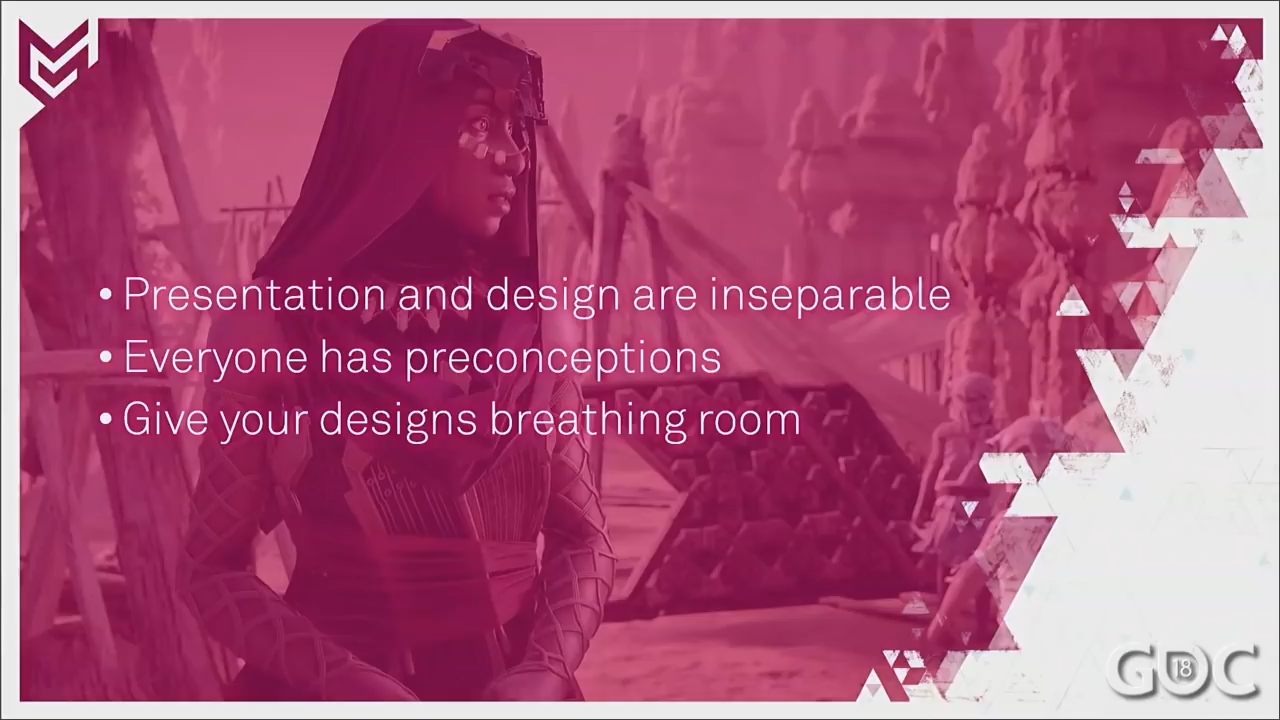 • Presentation and design are inseparable
• Everyone has preconceptions
• Give your designs breathing room
GDC
18